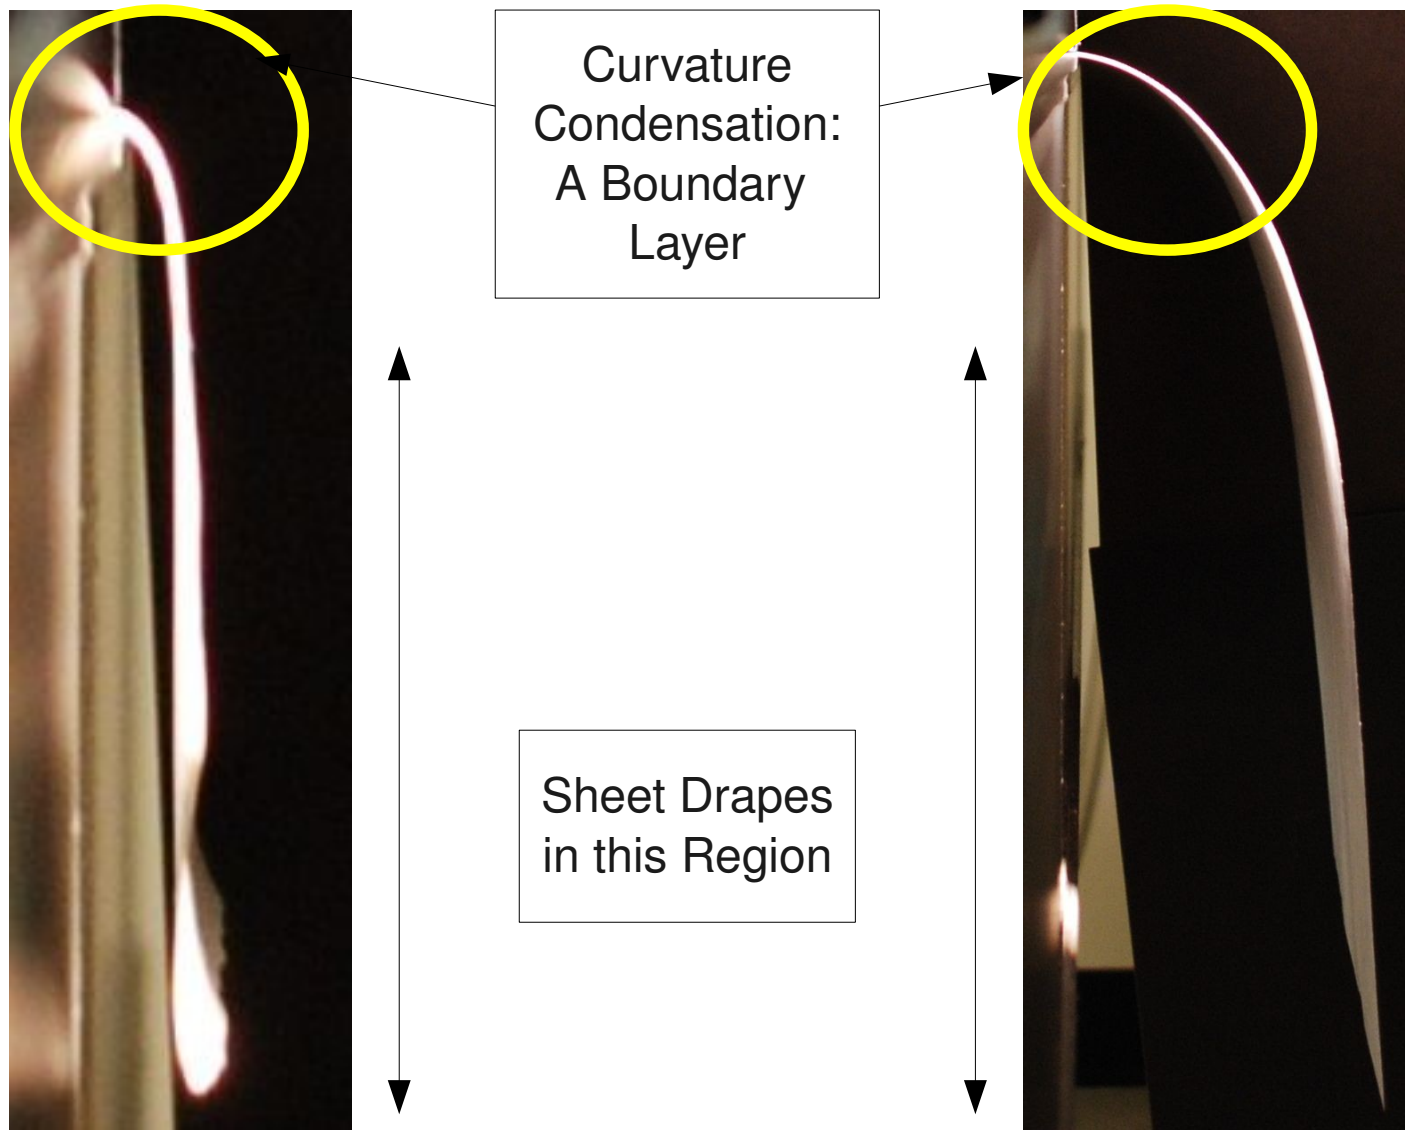 Curvature
Condensation:
A Boundary
Layer
Sheet Drapes
in this Region